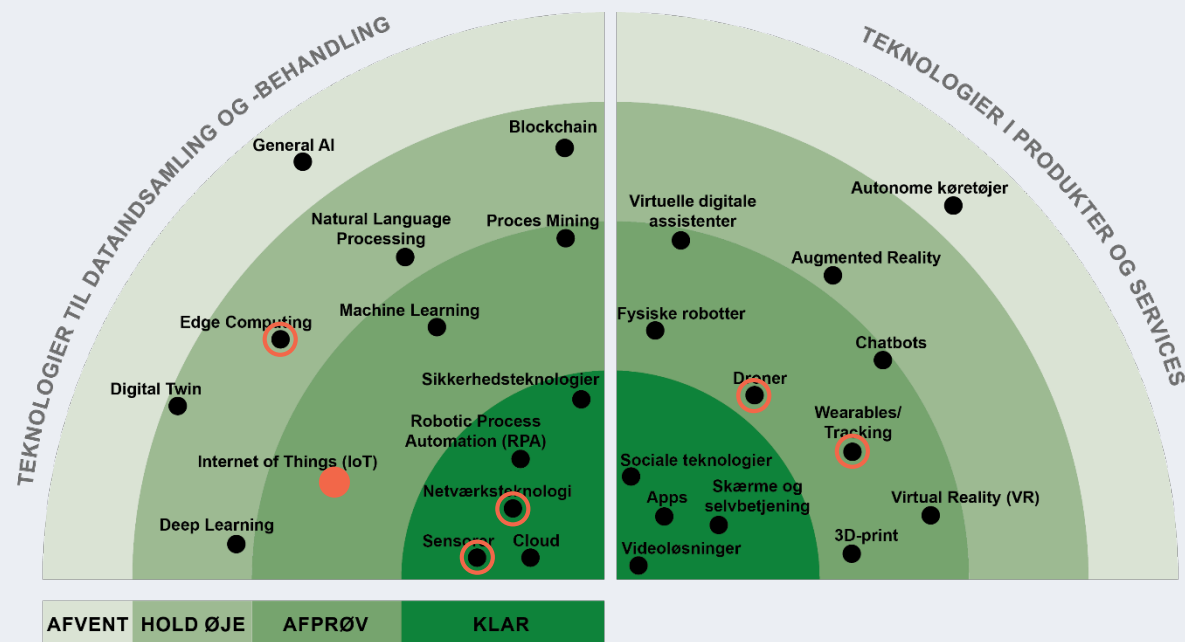 TEKNOLOGIER TIL DATAINDSAMLING OG -BEHANDLING
TEKNOLOGIER I PRODUKTER OG SERVICES
General AI
Blockchain
Natural Language
Processing
Proces Mining
Edge Computing
Machine Learning
Digital Twin
Sikkerhedsteknologier
Robotic Process
Automation (RPA)
Internet of Things (IoT)
Netværksteknologi
Deep Learning
Sensorer
Cloud
Autonome køretøjer
Virtuelle digitale
assistenter
Augmented Reality
Fysiske robotter
Chatbots
Droner
Wearables/
Tracking
Sociale teknologier
Apps
Skærme og
selvbetjening
Virtual Reality (VR)
3D-print
Videoløsninger
AFVENT
HOLD ØJE
AFPRØV
KLAR